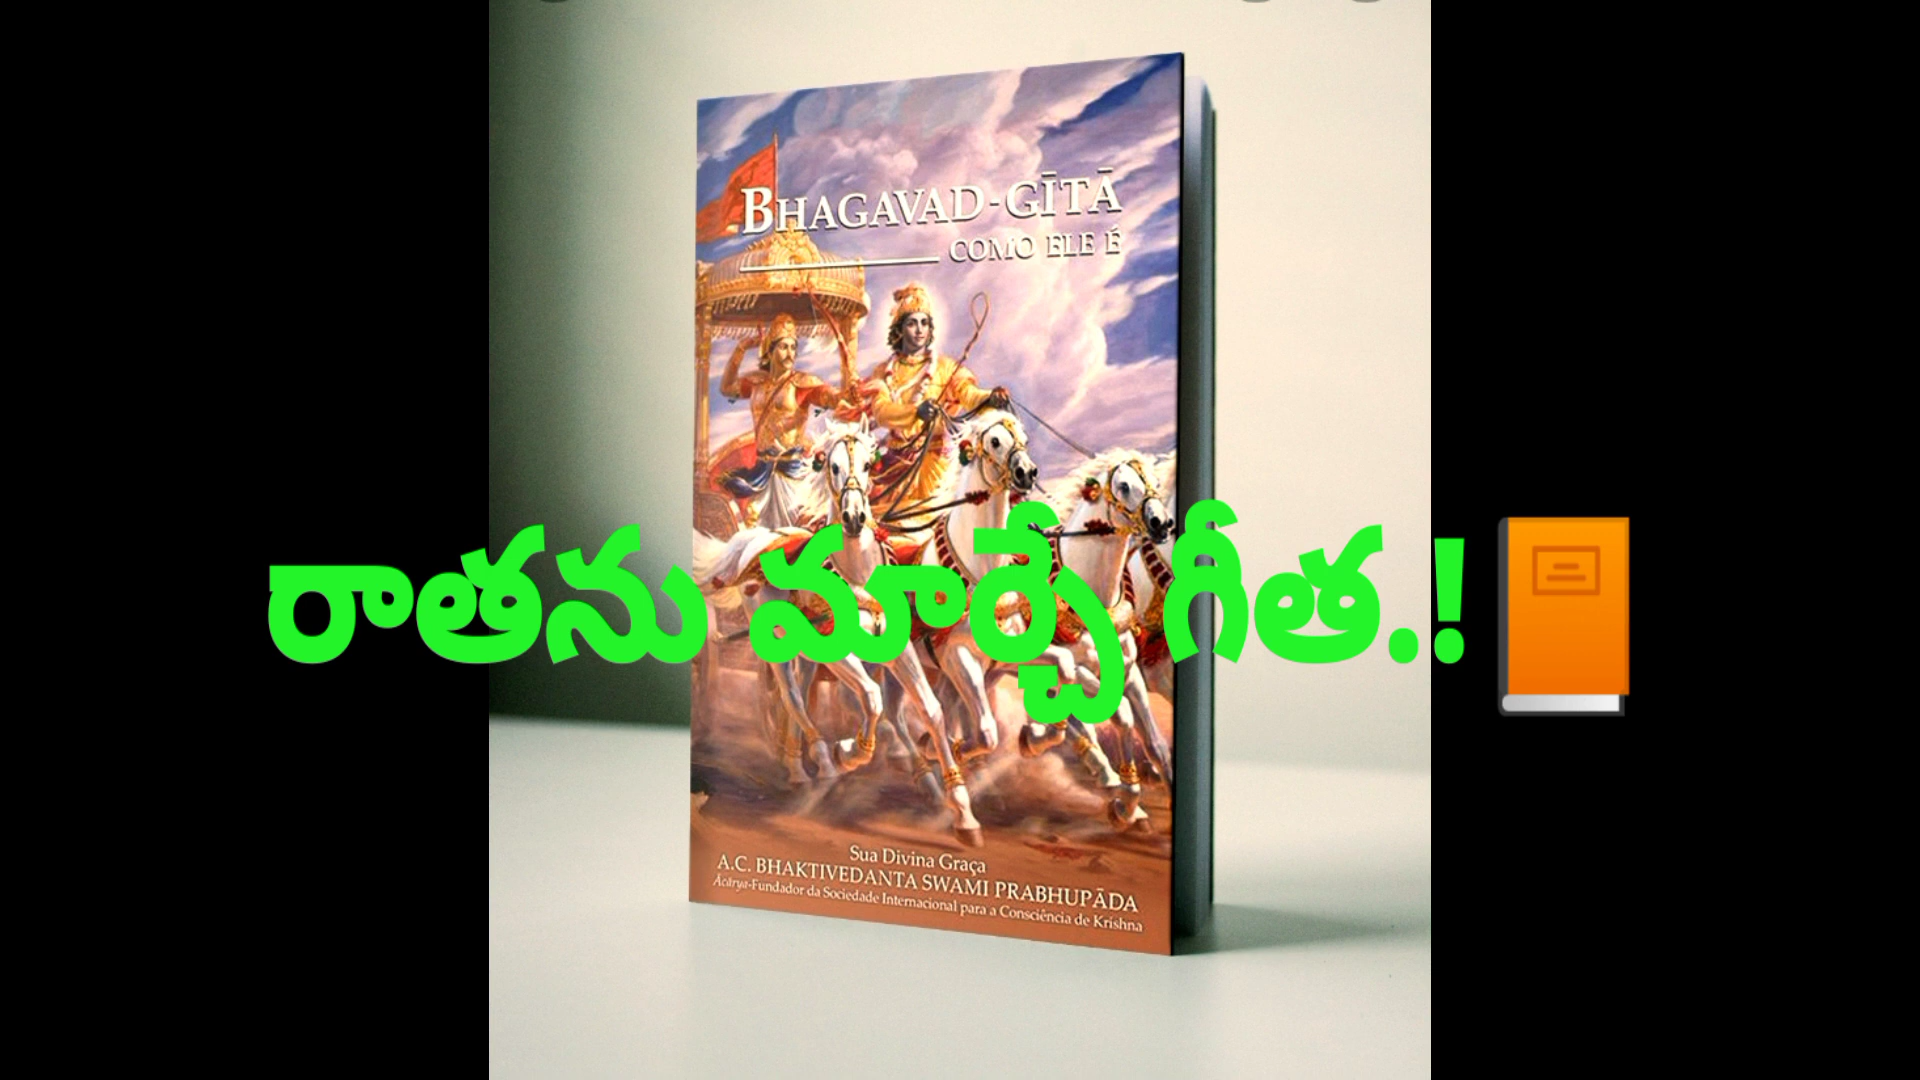 BHAGAVAD-GĪTĀ
COMO ELE É
రాతను మార్చే గీత.!
Sua Divina Graça
A.C. BHAKTIVEDANTA SWAMI PRABHUPĀDA
Ācārya-Fundador da Sociedade Internacional para a Consciência de Krishna